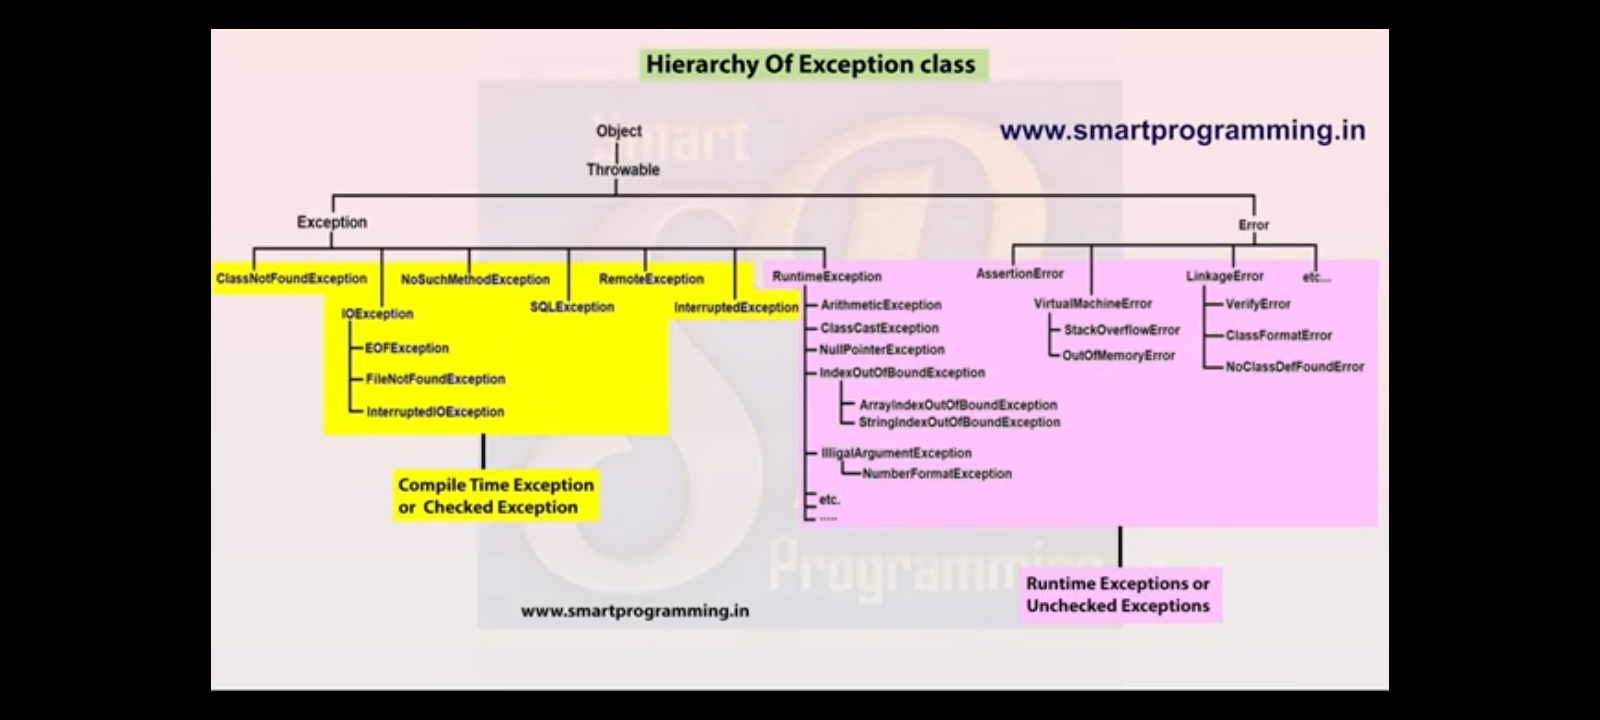 Hierarchy Of Exception class
www.smartprogramming.in
Object
Throwable
Exception
Error
ClassNotFoundException
NoSuchMethodException
RemoteException
IOException
SQLException
InterruptedException
EOFException
FileNotFoundException
InterruptedIOException
Compile Time Exception
or Checked Exception
RuntimeException
ArithmeticException
ClassCastException
NullPointerException
IndexOutOfBoundException
ArrayIndexOutOfBoundException
StringIndexOutOfBoundException
IlligalArgumentException
NumberFormatException
etc.
.....
AssertionError
VirtualMachineError
StackOverflowError
OutOfMemoryError
LinkageError
VerifyError
ClassFormatError
NoClassDefFoundError
etc...
Runtime Exceptions or
Unchecked Exceptions
www.smartprogramming.in
Smart
Programming